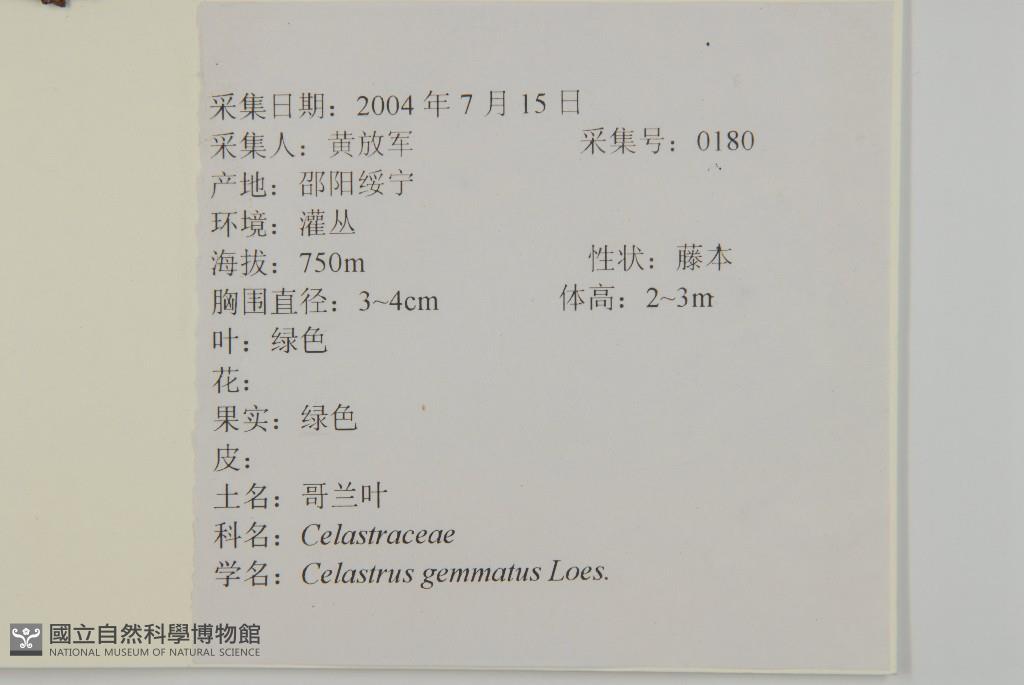 采集日期：2004 年 7 月 15 日
采集人：黄放军 采集号：0180
产地：邵阳绥宁
环境：灌丛
海拔：750m 性状：藤本
胸围直径：3~4cm 体高：2~3m
叶：绿色
花：
果实：绿色
皮：
土名：哥兰叶
科名：Celastraceae
学名：Celastrus gemmatus Loes.
國立自然科學博物館
NATIONAL MUSEUM OF NATURAL SCIENCE